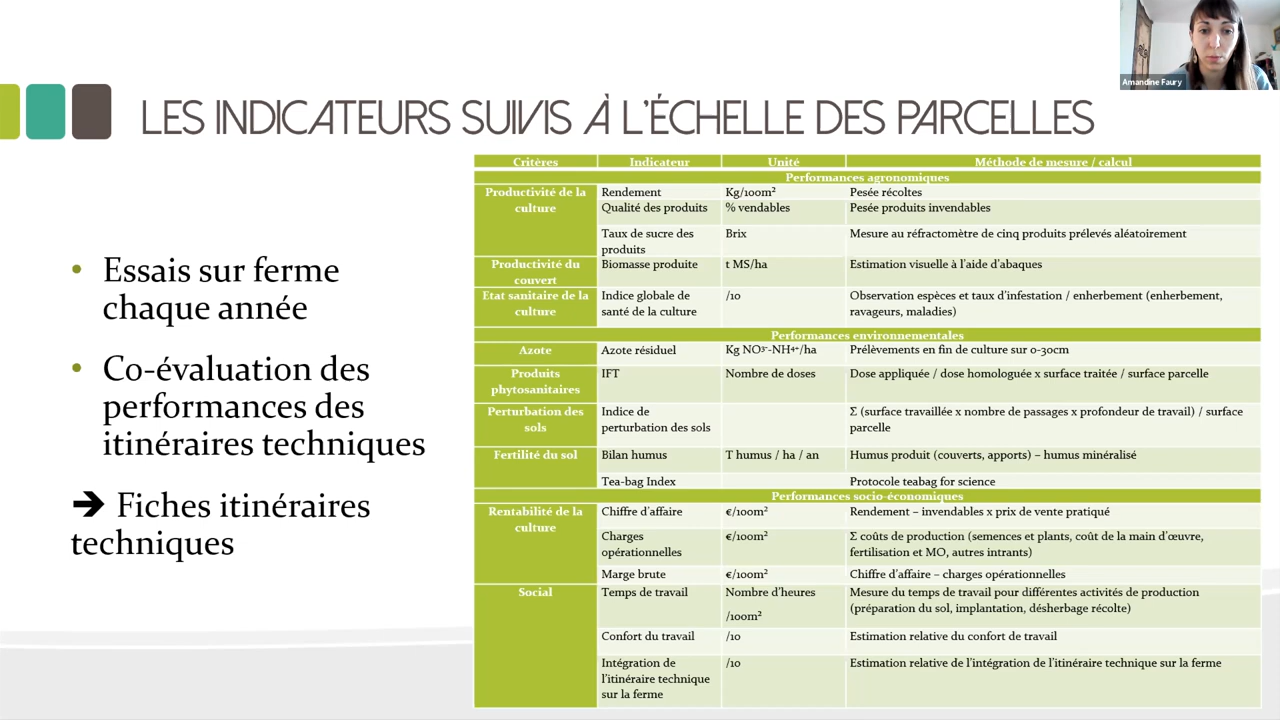 Amandine Faury
LES INDICATEURS SUIVIS À L'ÉCHELLE DES PARCELLES
• Essais sur ferme
chaque année
• Co-évaluation des
performances des
itinéraires techniques
➔ Fiches itinéraires
techniques
Critères Indicateur Unité Méthode de mesure / calcul
Performances agronomiques
Productivité de la Rendement Kg/100m² Pesée récoltes
culture Qualité des produits % vendables Pesée produits invendables
Taux de sucre des Brix Mesure au réfractomètre de cinq produits prélevés aléatoirement
produits
Productivité du Biomasse produite t MS/ha Estimation visuelle à l'aide d'abaques
couvert
Etat sanitaire de la Indice globale de /10 Observation espèces et taux d'infestation / enherbement (enherbement,
culture santé de la culture ravageurs, maladies)
Performances environnementales
Azote Azote résiduel Kg NO³⁻-NH⁴⁺/ha Prélèvements en fin de culture sur 0-30cm
Produits IFT Nombre de doses Dose appliquée / dose homologuée x surface traitée / surface parcelle
phytosanitaires
Perturbation des Indice de Σ (surface travaillée x nombre de passages x profondeur de travail) / surface
sols perturbation des sols parcelle
Fertilité du sol Bilan humus T humus / ha / an Humus produit (couverts, apports) – humus minéralisé
Tea-bag Index Protocole teabag for science
Performances socio-économiques
Rentabilité de la Chiffre d'affaire €/100m² Rendement – invendables x prix de vente pratiqué
culture
Charges €/100m² Σ coûts de production (semences et plants, coût de la main d'œuvre,
opérationnelles fertilisation et MO, autres intrants)
Marge brute €/100m² Chiffre d'affaire – charges opérationnelles
Social Temps de travail Nombre d'heures Mesure du temps de travail pour différentes activités de production
/100m² (préparation du sol, implantation, désherbage récolte)
Confort du travail /10 Estimation relative du confort de travail
Intégration de /10 Estimation relative de l'intégration de l'itinéraire technique sur la ferme
l'itinéraire technique
sur la ferme